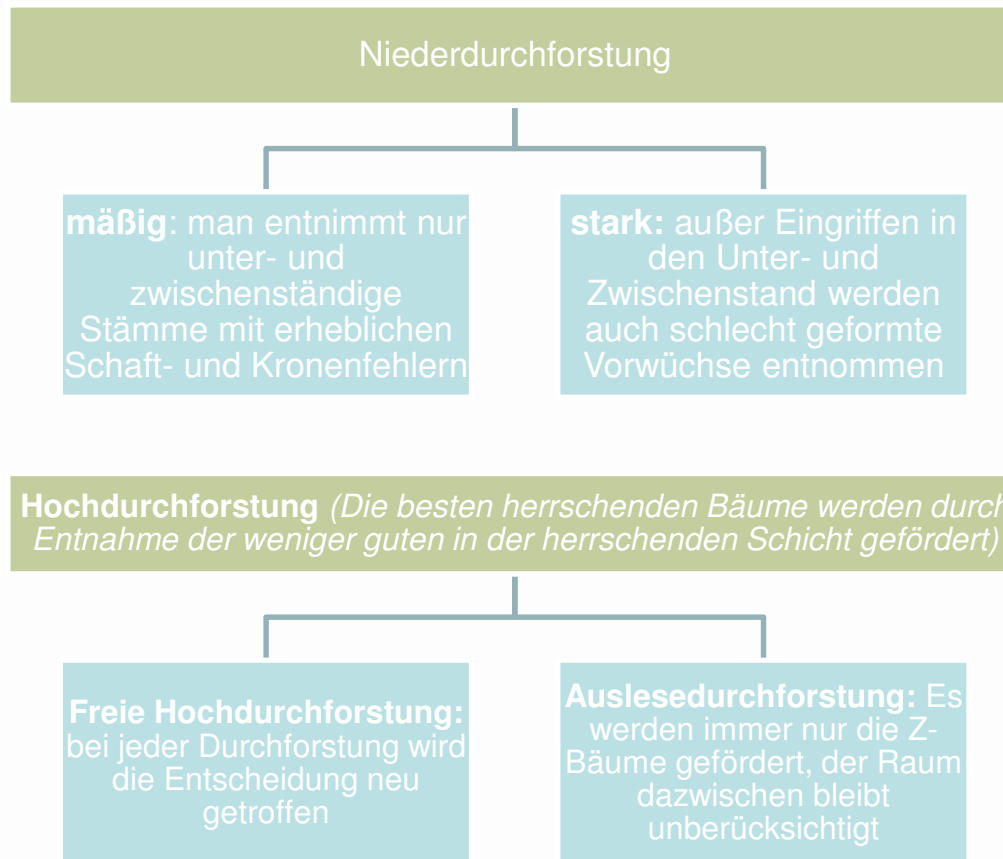 Niederdurchforstung
mäßig: man entnimmt nur
unter- und
zwischenständige
Stämme mit erheblichen
Schaft- und Kronenfehlern
stark: außer Eingriffen in
den Unter- und
Zwischenstand werden
auch schlecht geformte
Vorwüchse entnommen
Hochdurchforstung (Die besten herrschenden Bäume werden durch
Entnahme der weniger guten in der herrschenden Schicht gefördert)
Freie Hochdurchforstung:
bei jeder Durchforstung wird
die Entscheidung neu
getroffen
Auslesedurchforstung: Es
werden immer nur die Z-
Bäume gefördert, der Raum
dazwischen bleibt
unberücksichtigt